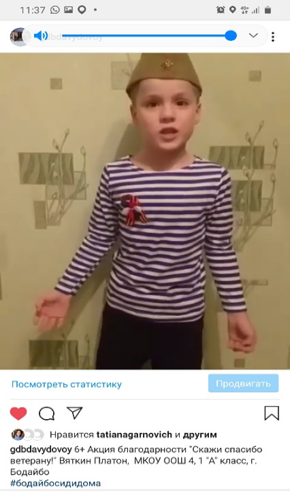 11:37
gbdavydovoy
Посмотреть статистику
Продвигать
Нравится tatianagarnovich и другим
gdbdavydovoy 6+ Акция благодарности "Скажи спасибо
ветерану!" Вяткин Платон, МКОУ ООШ 4, 1 "А" класс, г.
Бодайбо
#бодайбосидидома